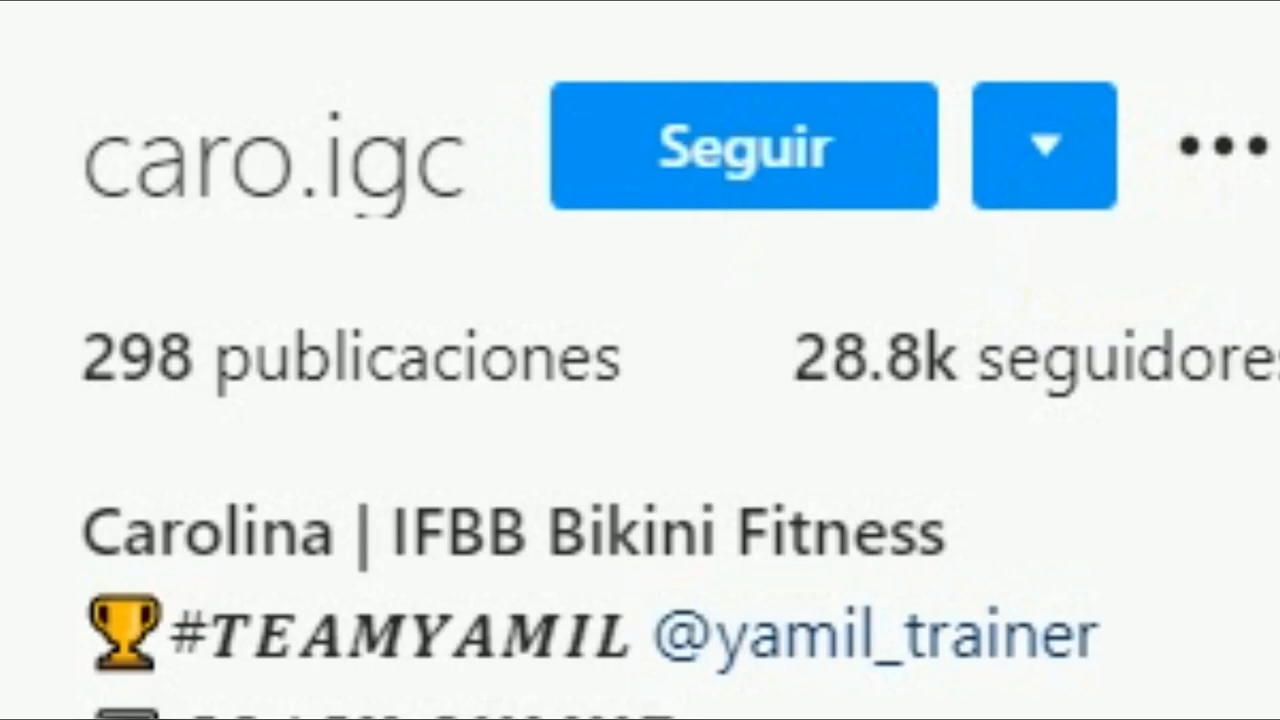 caro.igc Seguir
298 publicaciones 28.8k seguidores
Carolina | IFBB Bikini Fitness
🏆#TEAMYAMIL @yamil_trainer